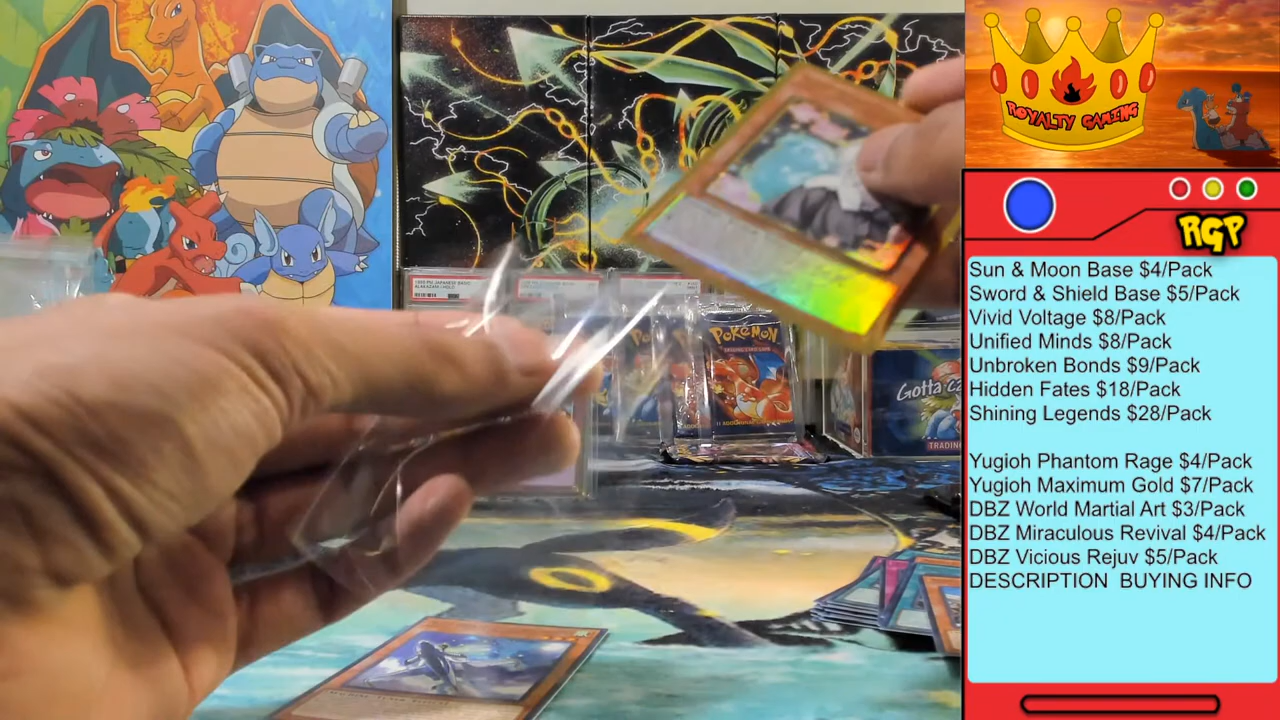 ROYALTY GAMING
RGP
Sun & Moon Base $4/Pack
Sword & Shield Base $5/Pack
Vivid Voltage $8/Pack
Unified Minds $8/Pack
Unbroken Bonds $9/Pack
Hidden Fates $18/Pack
Shining Legends $28/Pack
Yugioh Phantom Rage $4/Pack
Yugioh Maximum Gold $7/Pack
DBZ World Martial Art $3/Pack
DBZ Miraculous Revival $4/Pack
DBZ Vicious Rejuv $5/Pack
DESCRIPTION BUYING INFO
POKéMON
Gotta